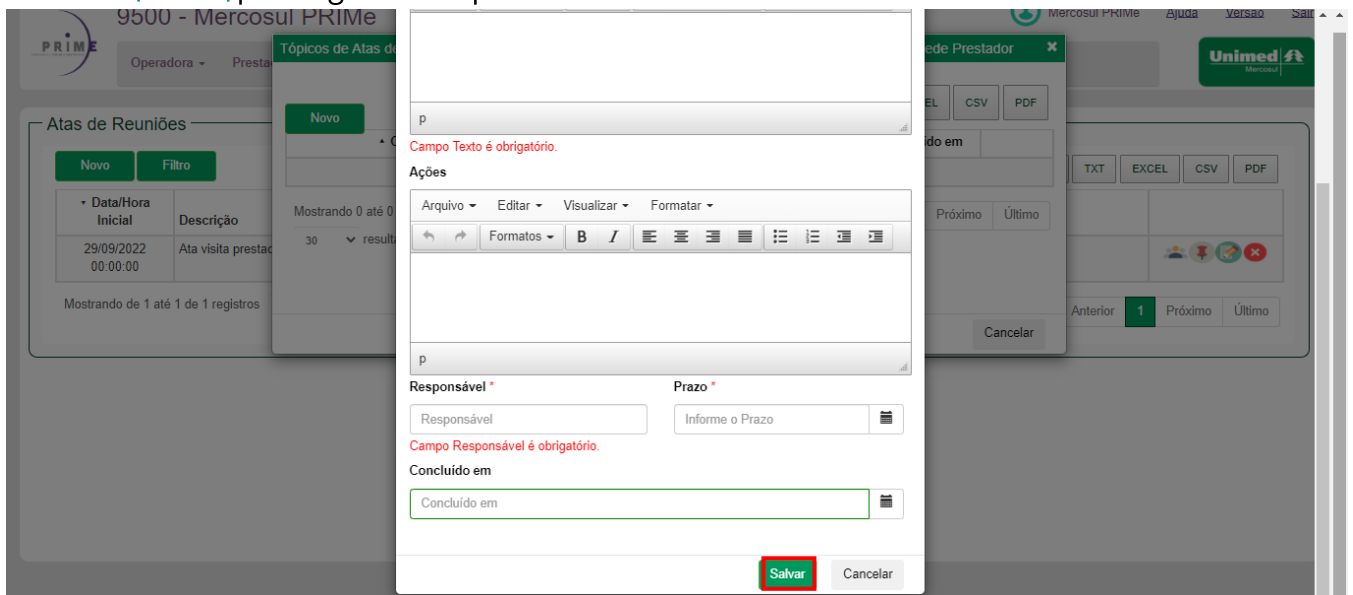 9500 - Mercosul PRIMe
Mercosul PRIMe Ajuda Versão Sair
PRIME
Operadora Presta
Unimed
Mercosul
Tópicos de Atas de
ede Prestador ×
Novo
EL CSV PDF
ido em
Mostrando 0 até 0
Próximo Último
30 result
Cancelar
Atas de Reuniões
Novo Filtro
TXT EXCEL CSV PDF
Data/Hora Inicial Descrição
29/09/2022 00:00:00 Ata visita prestad
Mostrando de 1 até 1 de 1 registros
Anterior 1 Próximo Último
p
Campo Texto é obrigatório.
Ações
Arquivo Editar Visualizar Formatar
Formatos B I
p
Responsável * Prazo *
Responsável Informe o Prazo
Campo Responsável é obrigatório.
Concluído em
Concluído em
Salvar Cancelar